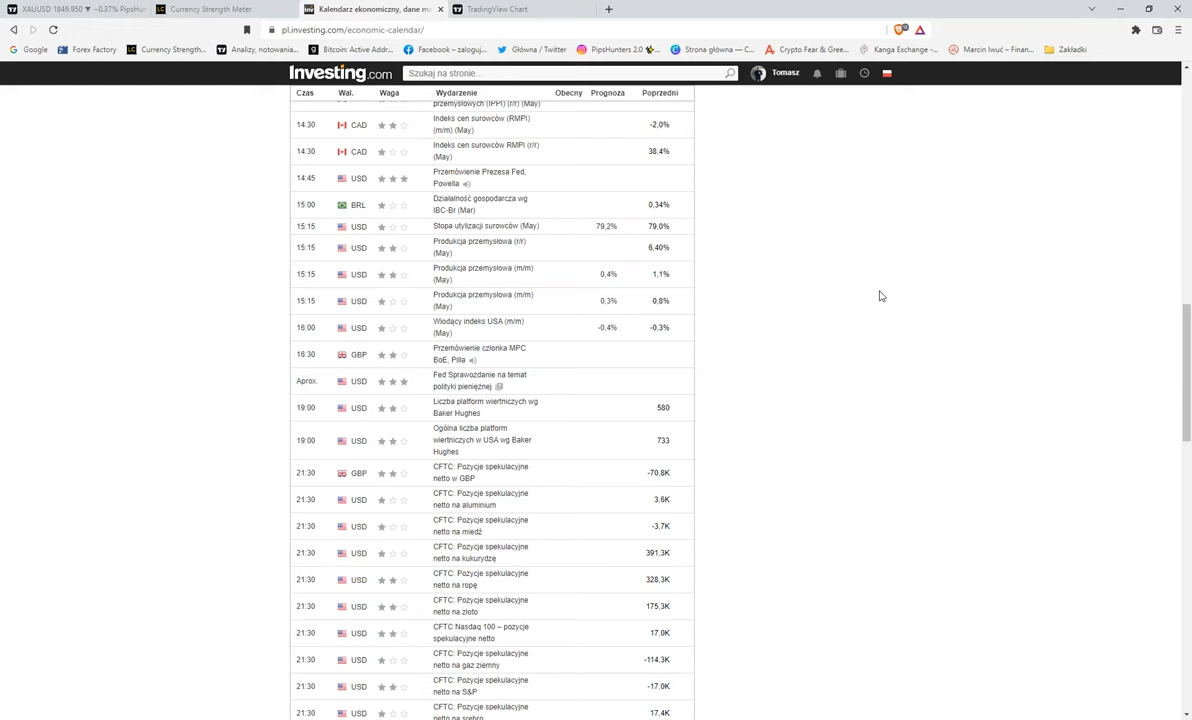 XAUUSD 1849.950 ▼ −0.37% PipsHun
Currency Strength Meter
Kalendarz ekonomiczny, dane ma
TradingView Chart
pl.investing.com/economic-calendar/
Google
Forex Factory
Currency Strength...
Analizy, notowania...
Bitcoin: Active Addr...
Facebook – zaloguj...
Główna / Twitter
PipsHunters 2.0
Strona główna — C...
Crypto Fear & Gree...
Kanga Exchange -...
Marcin Iwuć – Finan...
Zakładki
Investing.com
Szukaj na stronie...
Tomasz
Czas Wal. Waga Wydarzenie Obecny Prognoza Poprzedni
przemysłowych (IPPI) (r/r) (May)
14:30 CAD Indeks cen surowców (RMPI) -2,0%
(m/m) (May)
14:30 CAD Indeks cen surowców RMPI (r/r) 38,4%
(May)
14:45 USD Przemówienie Prezesa Fed,
Powella
15:00 BRL Działalność gospodarcza wg 0,34%
IBC-Br (Mar)
15:15 USD Stopa utylizacji surowców (May) 79,2% 79,0%
15:15 USD Produkcja przemysłowa (r/r) 6,40%
(May)
15:15 USD Produkcja przemysłowa (m/m) 0,4% 1,1%
(May)
15:15 USD Produkcja przemysłowa (m/m) 0,3% 0,8%
(May)
16:00 USD Wiodący indeks USA (m/m) -0,4% -0,3%
(May)
16:30 GBP Przemówienie członka MPC
BoE, Pilla
Aprox. USD Fed Sprawozdanie na temat
polityki pieniężnej
19:00 USD Liczba platform wiertniczych wg 580
Baker Hughes
19:00 USD Ogólna liczba platform 733
wiertniczych w USA wg Baker
Hughes
21:30 GBP CFTC: Pozycje spekulacyjne -70,8K
netto w GBP
21:30 USD CFTC: Pozycje spekulacyjne 3,6K
netto na aluminium
21:30 USD CFTC: Pozycje spekulacyjne -3,7K
netto na miedź
21:30 USD CFTC: Pozycje spekulacyjne 391,3K
netto na kukurydzę
21:30 USD CFTC: Pozycje spekulacyjne 328,3K
netto na ropę
21:30 USD CFTC: Pozycje spekulacyjne 175,3K
netto na złoto
21:30 USD CFTC Nasdaq 100 – pozycje 17,0K
spekulacyjne netto
21:30 USD CFTC: Pozycje spekulacyjne -114,3K
netto na gaz ziemny
21:30 USD CFTC: Pozycje spekulacyjne -17,0K
netto na S&P
21:30 USD CFTC: Pozycje spekulacyjne 17,4K
netto na srebro